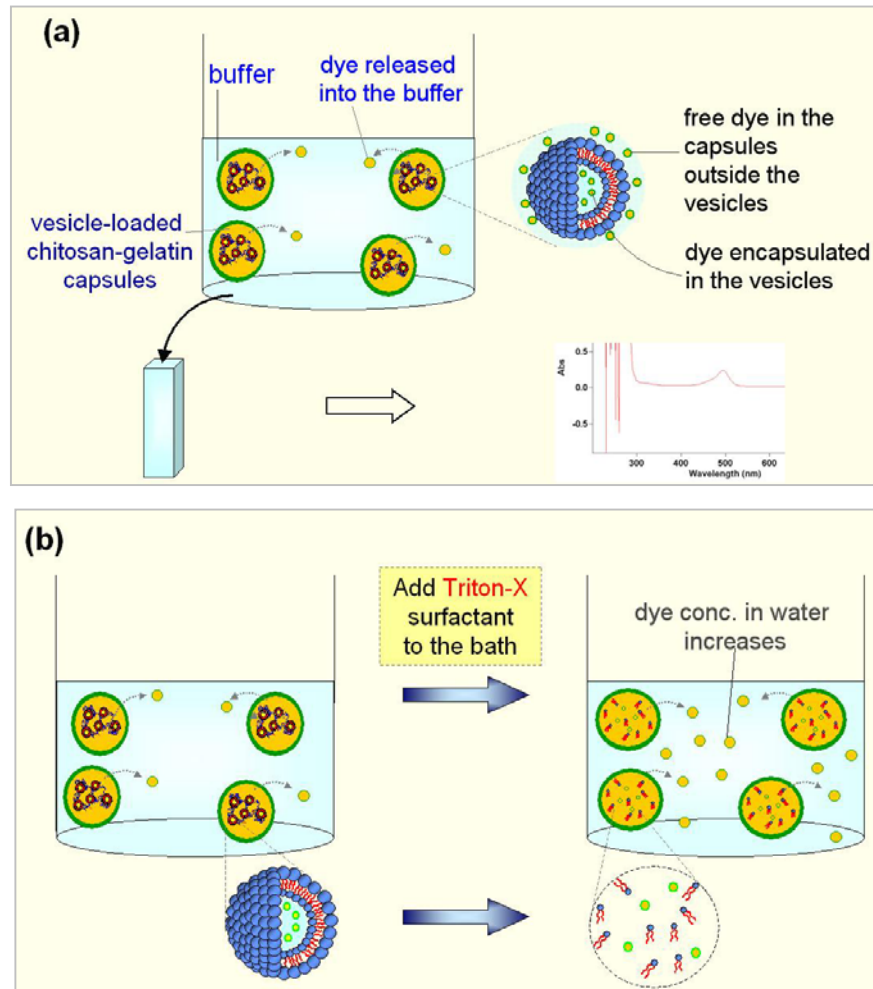 (a)
buffer
dye released
into the buffer
free dye in the
capsules
outside the
vesicles
vesicle-loaded
chitosan-gelatin
capsules
dye encapsulated
in the vesicles
Abs
0.5
0.0
-0.5
300 400 500 600
Wavelength (nm)
(b)
Add Triton-X
surfactant
to the bath
dye conc. in water
increases